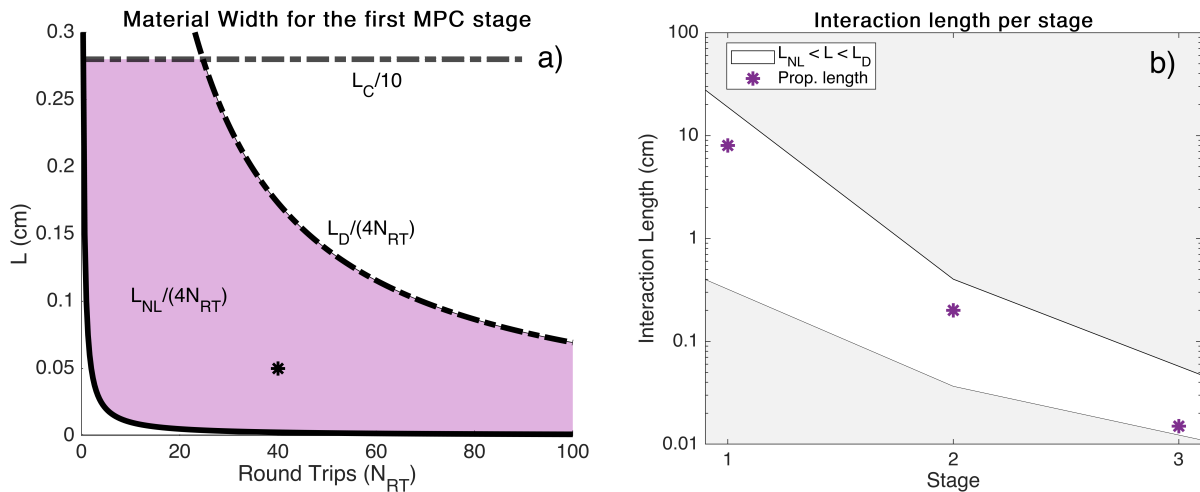 Material Width for the first MPC stage
a)
0.3
0.25
0.2
0.15
0.1
0.05
0
L (cm)
L_C/10
L_D/(4N_RT)
L_NL/(4N_RT)
0 20 40 60 80 100
Round Trips (N_RT)
Interaction length per stage
b)
L_NL < L < L_D
Prop. length
100
10
1
0.1
0.01
Interaction Length (cm)
1 2 3
Stage